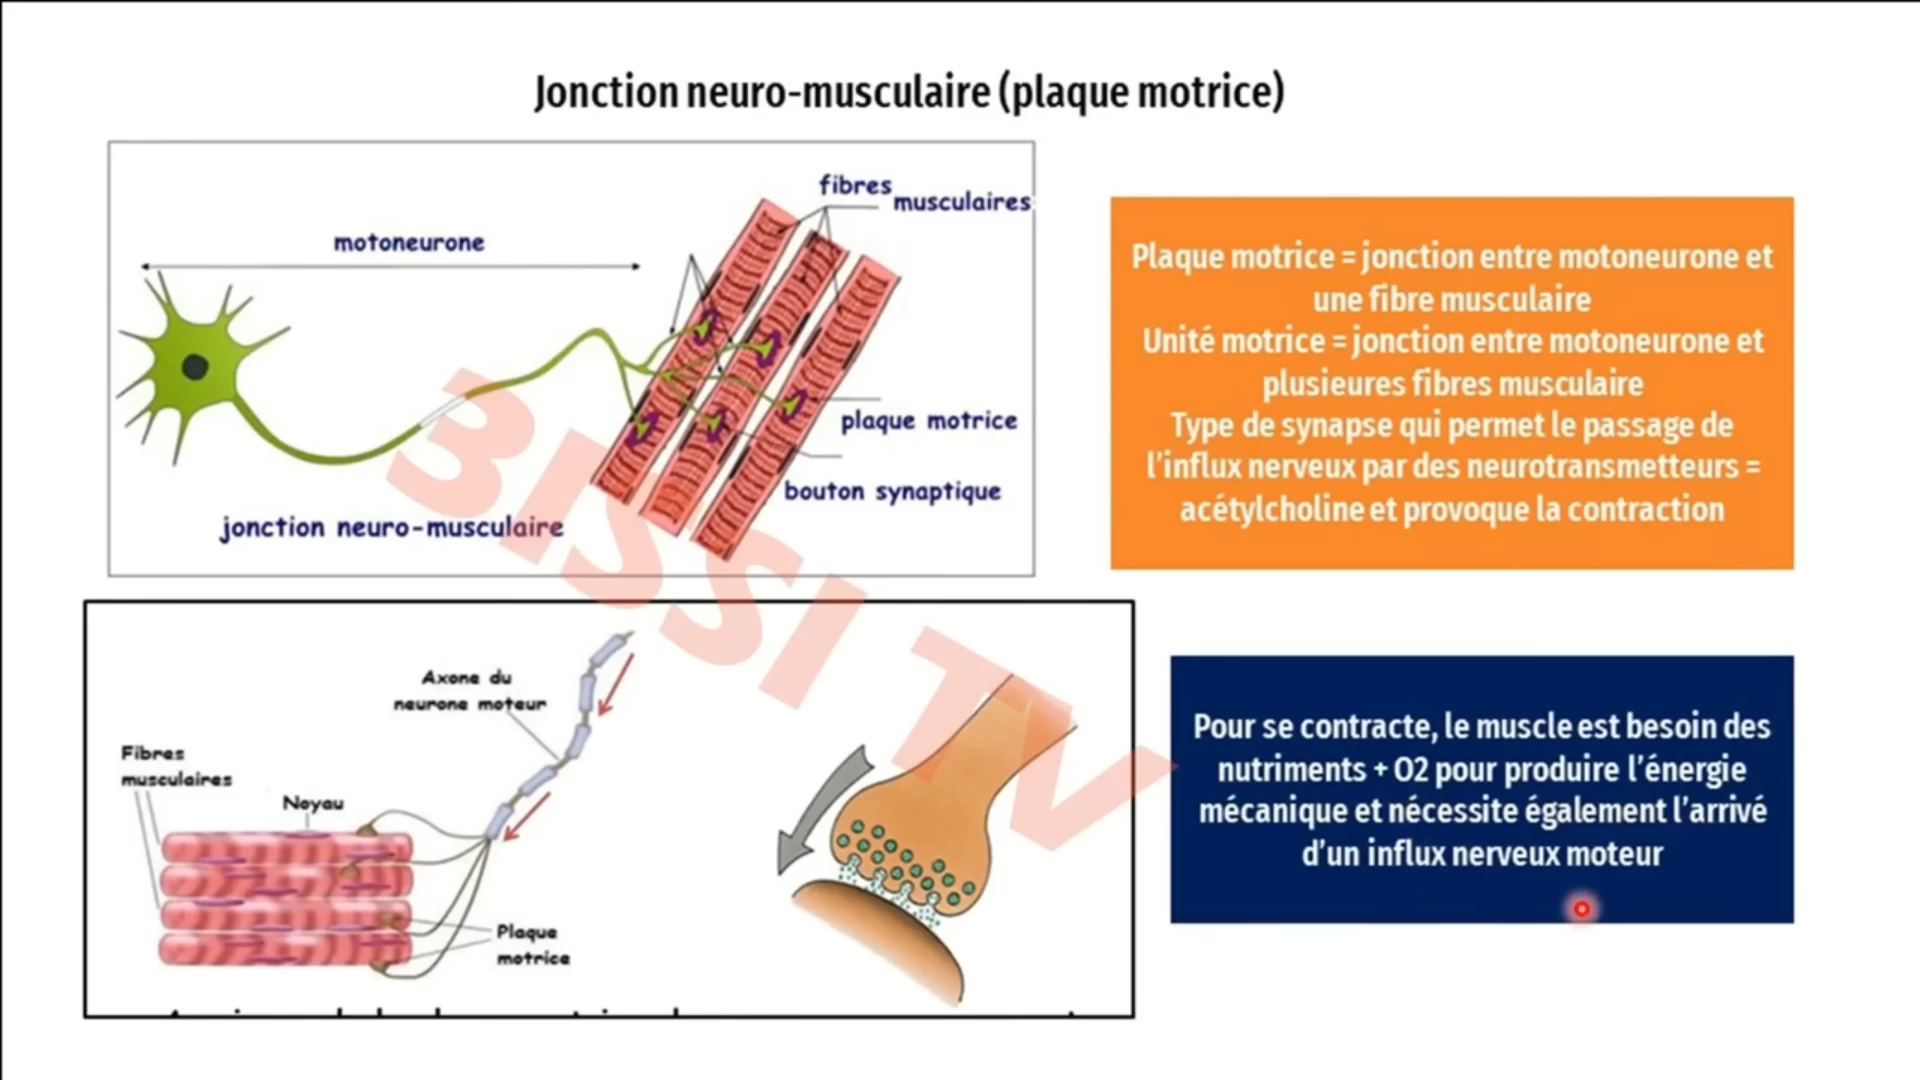 Jonction neuro-musculaire (plaque motrice)
fibres
musculaires
motoneurone
plaque motrice
bouton synaptique
jonction neuro-musculaire
Plaque motrice = jonction entre motoneurone et
une fibre musculaire
Unité motrice = jonction entre motoneurone et
plusieures fibres musculaire
Type de synapse qui permet le passage de
l'influx nerveux par des neurotransmetteurs =
acétylcholine et provoque la contraction
Axone du
neurone moteur
Fibres
musculaires
Noyau
Plaque
motrice
Pour se contracte, le muscle est besoin des
nutriments + O2 pour produire l'énergie
mécanique et nécessite également l'arrivé
d'un influx nerveux moteur
3ISSI TV